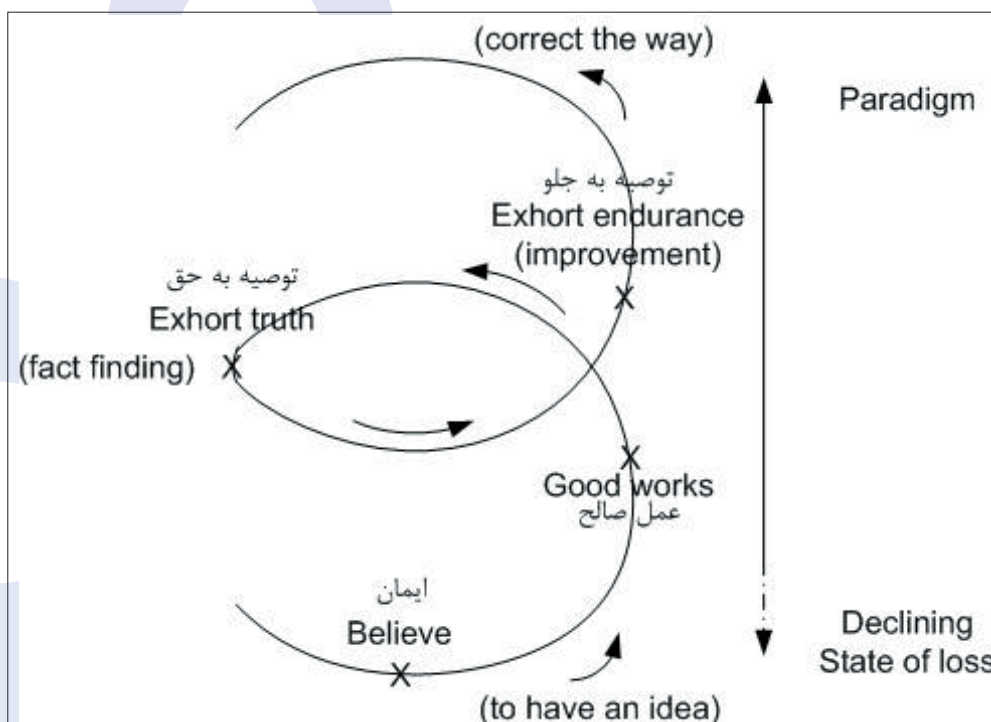 (correct the way)
Paradigm
توصیه به جلو
Exhort endurance
(improvement)
توصیه به حق
Exhort truth
(fact finding)
Good works
عمل صالح
ایمان
Believe
Declining
State of loss
(to have an idea)